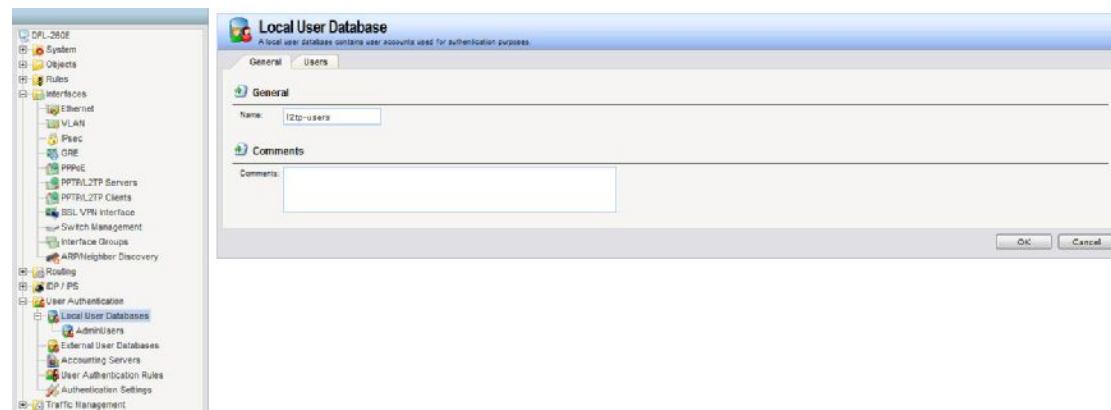 DFL-260E
System
Objects
Rules
Interfaces
Ethernet
VLAN
IPsec
GRE
PPPoE
PPTP/L2TP Servers
PPTP/L2TP Clients
SSL VPN Interface
Switch Management
Interface Groups
ARP/Neighbor Discovery
Routing
IDP / IPS
User Authentication
Local User Databases
AdminUsers
External User Databases
Accounting Servers
User Authentication Rules
Authentication Settings
Traffic Management
Local User Database
A local user database contains user accounts used for authentication purposes.
General Users
General
Name: l2tp-users
Comments
Comments:
OK Cancel